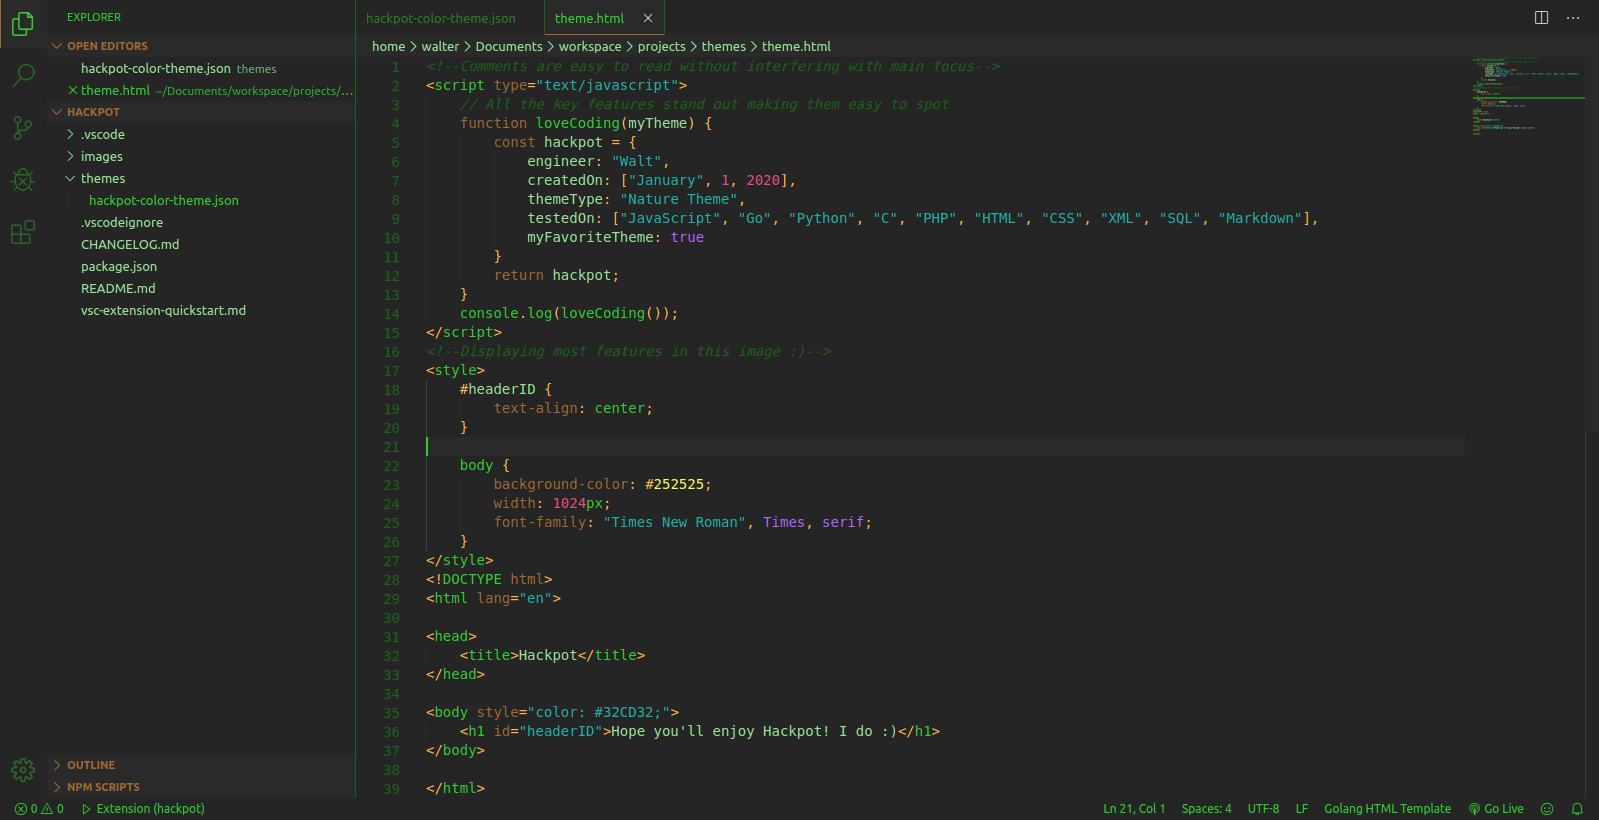 EXPLORER
OPEN EDITORS
hackpot-color-theme.json themes
theme.html ~/Documents/workspace/projects/...
HACKPOT
.vscode
images
themes
hackpot-color-theme.json
.vscodeignore
CHANGELOG.md
package.json
README.md
vsc-extension-quickstart.md
OUTLINE
NPM SCRIPTS
hackpot-color-theme.json
theme.html
home > walter > Documents > workspace > projects > themes > theme.html
1 <!--Comments are easy to read without interfering with main focus-->
2 <script type="text/javascript">
3     // All the key features stand out making them easy to spot
4     function loveCoding(myTheme) {
5         const hackpot = {
6             engineer: "Walt",
7             createdOn: ["January", 1, 2020],
8             themeType: "Nature Theme",
9             testedOn: ["JavaScript", "Go", "Python", "C", "PHP", "HTML", "CSS", "XML", "SQL", "Markdown"],
10             myFavoriteTheme: true
11         }
12         return hackpot;
13     }
14     console.log(loveCoding());
15 </script>
16 <!--Displaying most features in this image :)-->
17 <style>
18     #headerID {
19         text-align: center;
20     }
21
22     body {
23         background-color: #252525;
24         width: 1024px;
25         font-family: "Times New Roman", Times, serif;
26     }
27 </style>
28 <!DOCTYPE html>
29 <html lang="en">
30
31 <head>
32     <title>Hackpot</title>
33 </head>
34
35 <body style="color: #32CD32;">
36     <h1 id="headerID">Hope you'll enjoy Hackpot! I do :)</h1>
37 </body>
38
39 </html>
0 0 Extension (hackpot) Ln 21, Col 1 Spaces: 4 UTF-8 LF Golang HTML Template Go Live